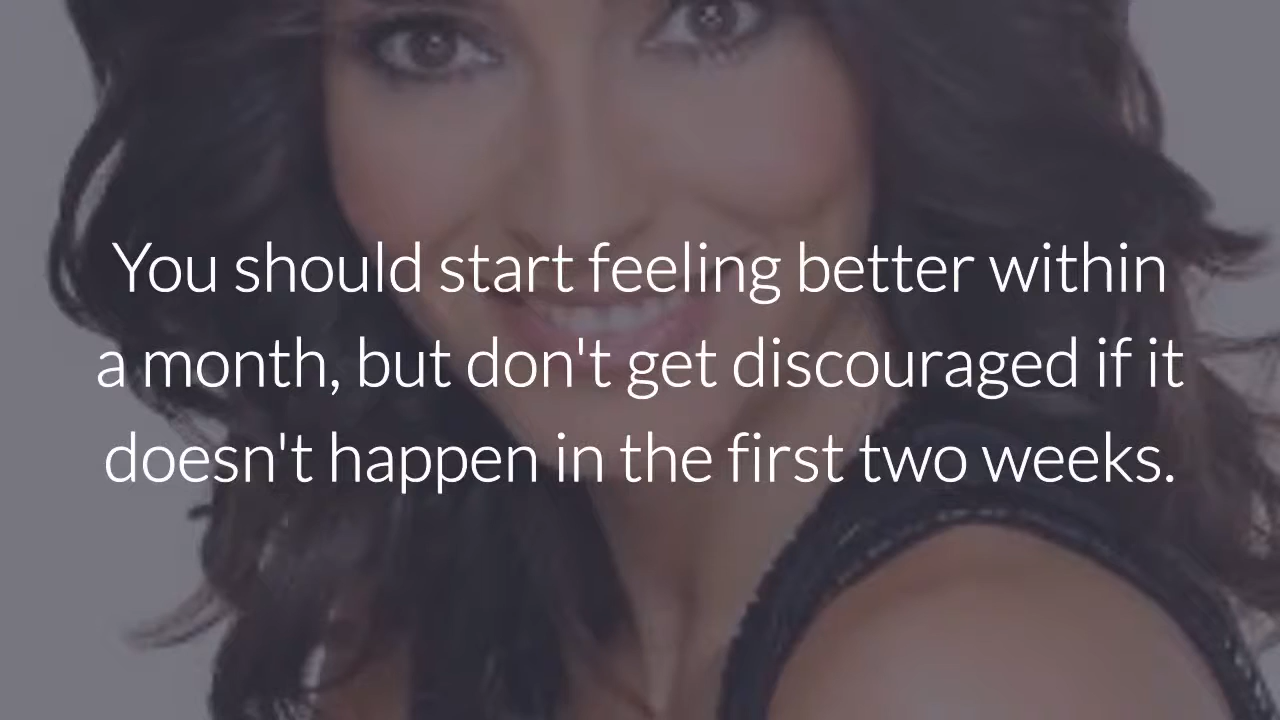 You should start feeling better within
a month, but don't get discouraged if it
doesn't happen in the first two weeks.